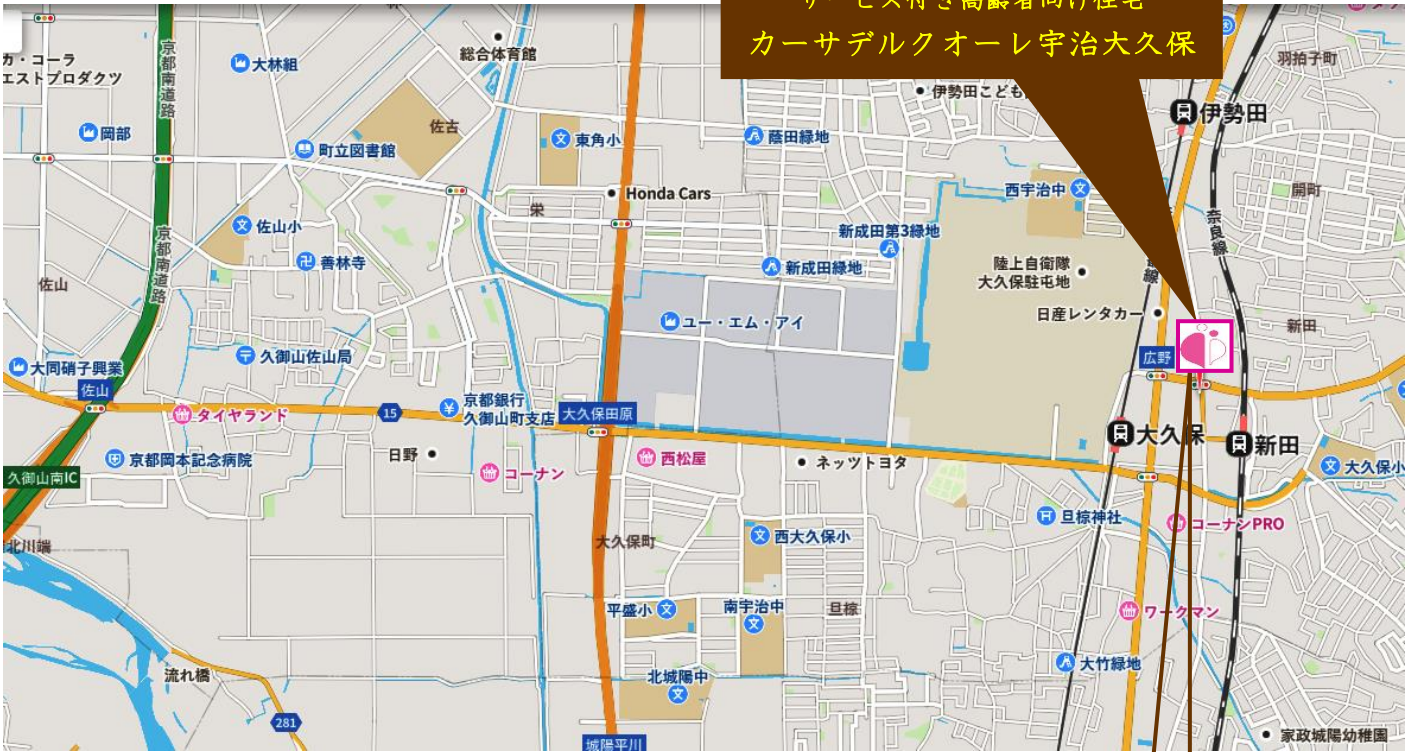 サービス付き高齢者向け住宅
カーサデルクオーレ宇治大久保
カ・コーラ
エストプロダクツ
京都南道路
大林組
総合体育館
伊勢田こども
羽拍子町
伊勢田
岡部
佐古
町立図書館
東角小
蔭田緑地
Honda Cars
西宇治中
開町
奈良線
栄
佐山小
善林寺
京都南道路
新成田第3緑地
新成田緑地
陸上自衛隊
大久保駐屯地
日産レンタカー
線
佐山
ユー・エム・アイ
新田
広野
大同硝子興業
久御山佐山局
佐山
タイヤランド
15
京都銀行
久御山町支店
大久保田原
大久保
新田
京都岡本記念病院
日野
コーナン
西松屋
ネッツトヨタ
大久保小
久御山南IC
旦椋神社
コーナンPRO
北川端
大久保町
西大久保小
平盛小
南宇治中
旦椋
ワークマン
流れ橋
北城陽中
大竹緑地
281
城陽平川
家政城陽幼稚園